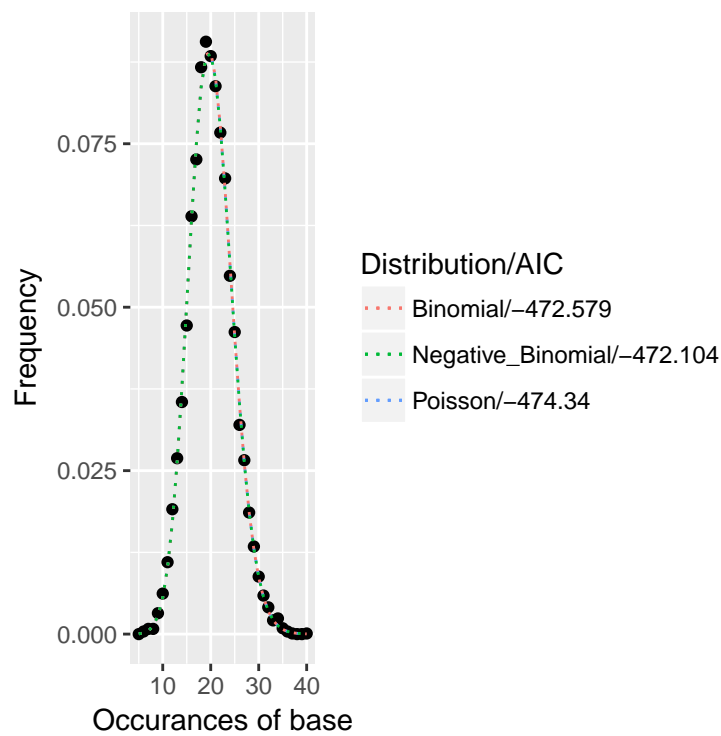 0.075
0.050
0.025
0.000
Frequency
10 20 30 40
Occurances of base
Distribution/AIC
Binomial/−472.579
Negative_Binomial/−472.104
Poisson/−474.34